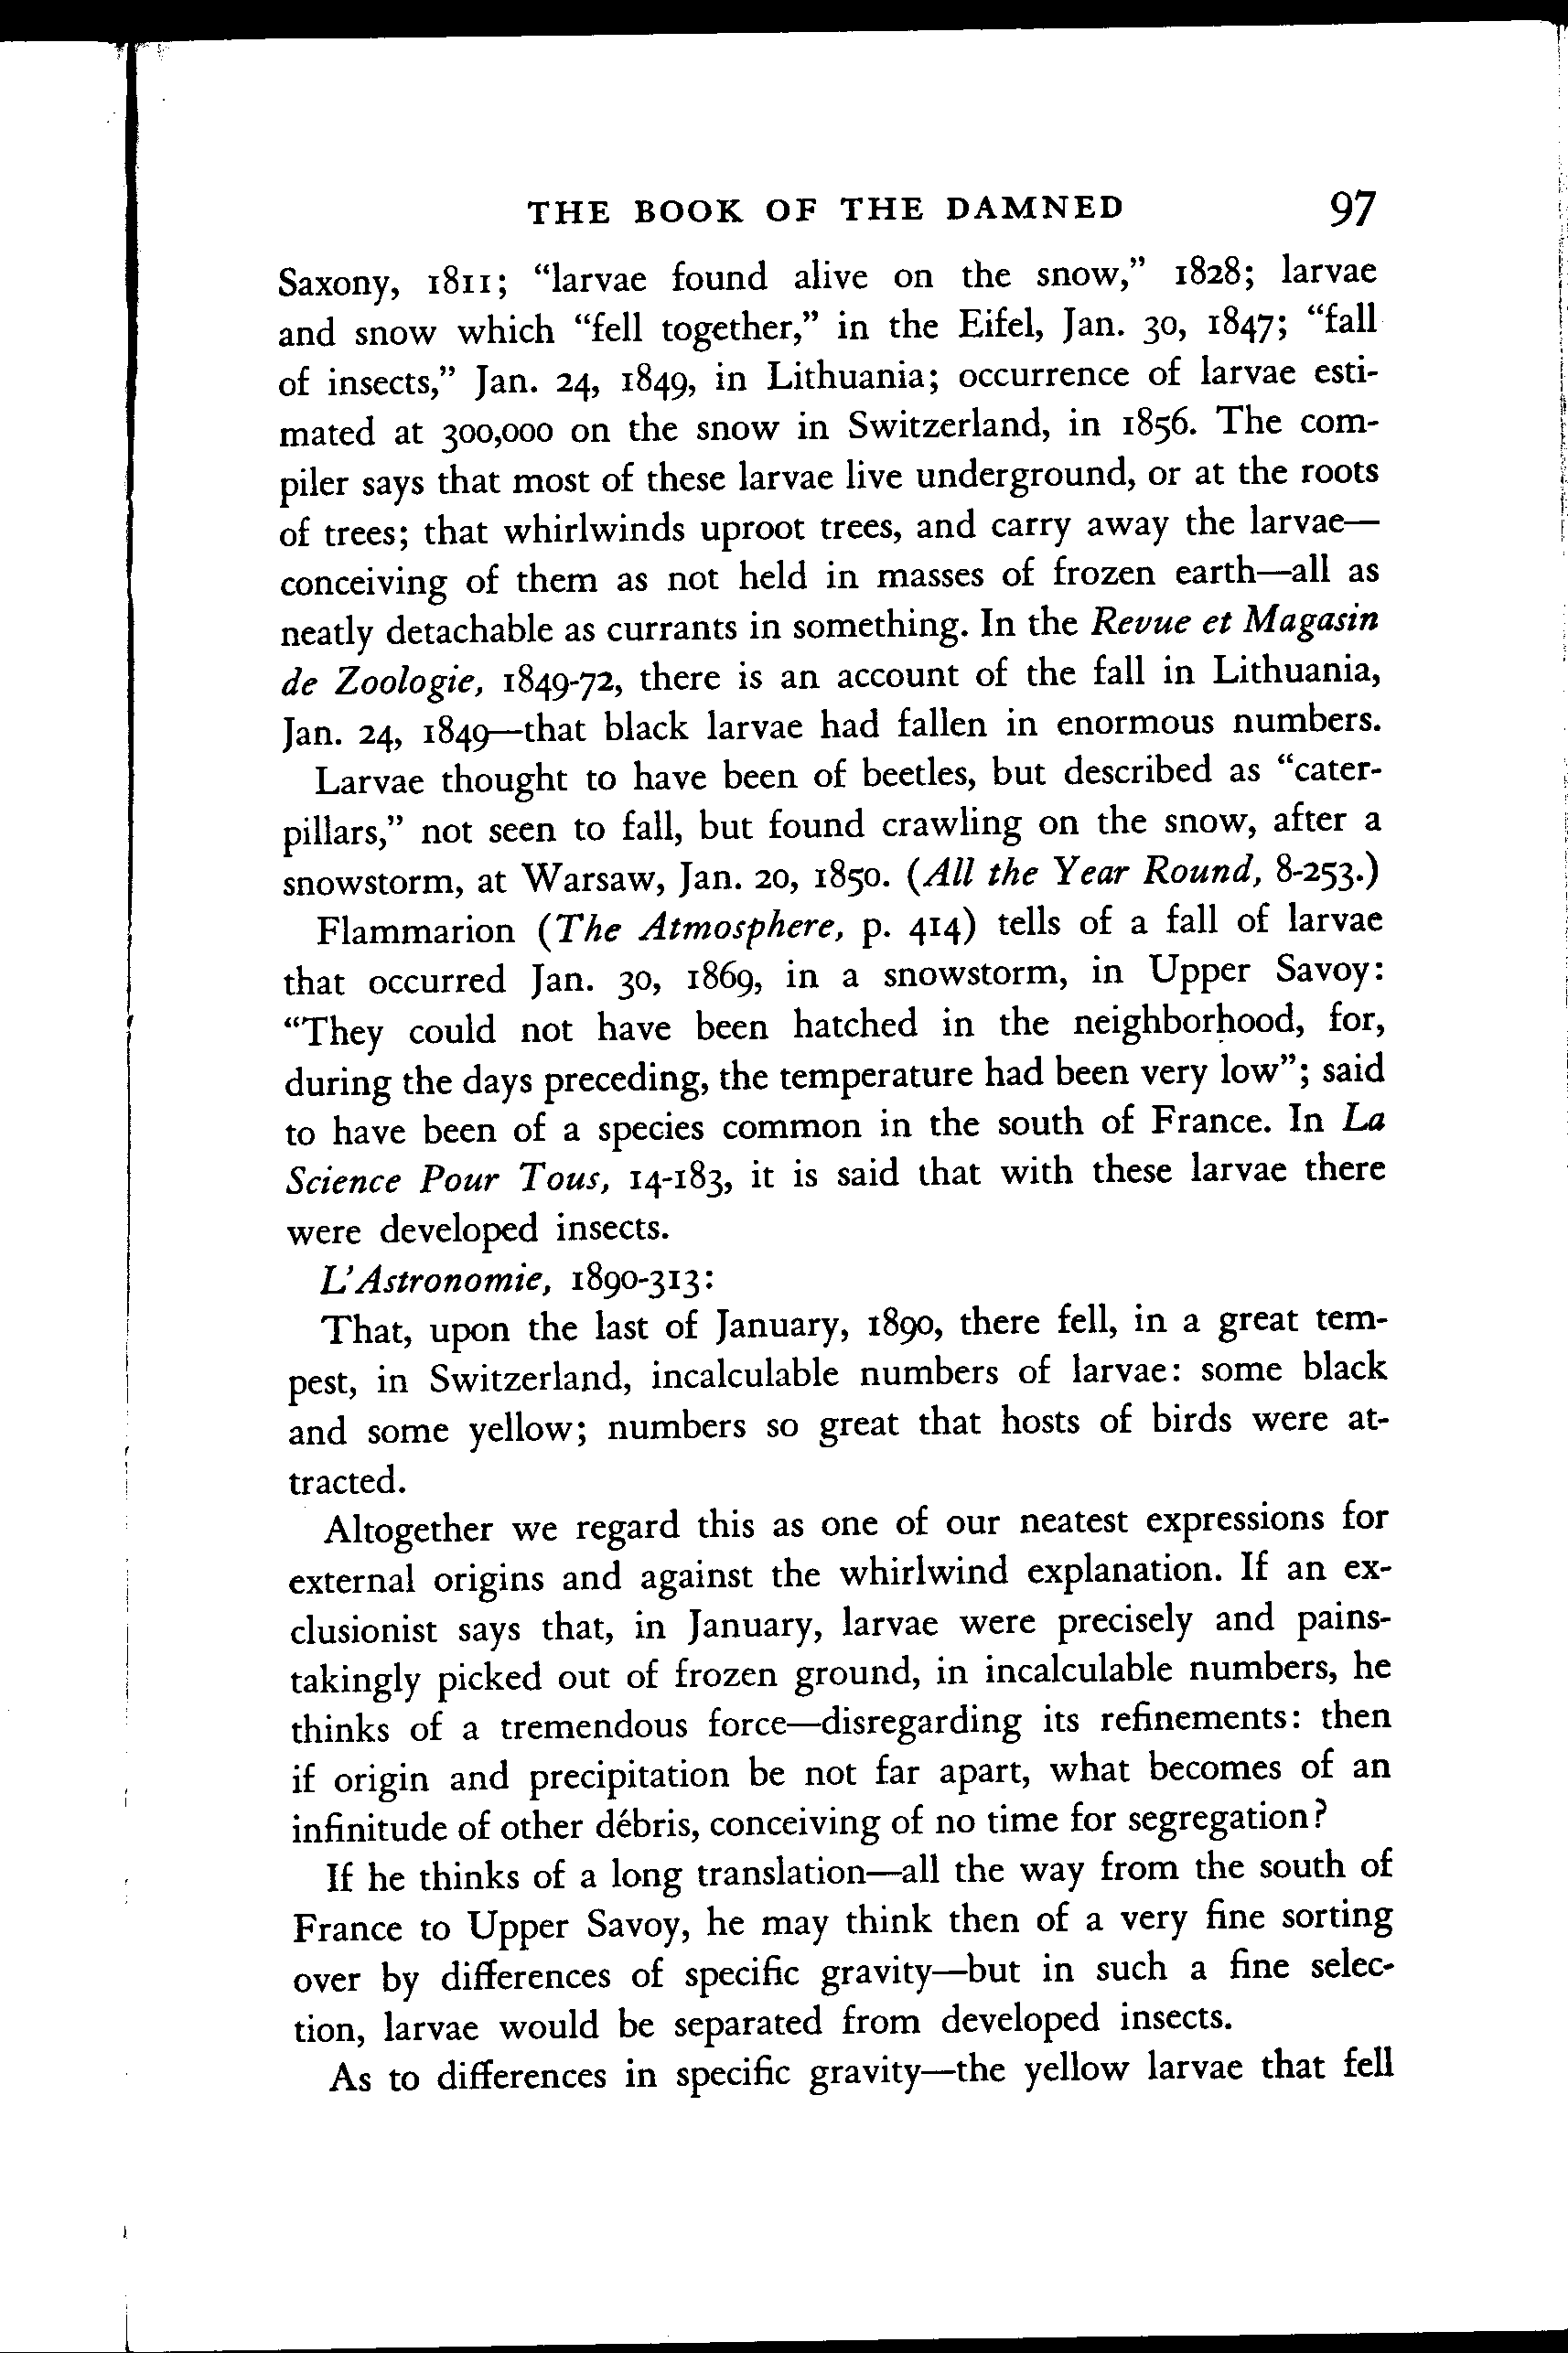 THE BOOK OF THE DAMNED 97
Saxony, 1811; “larvae found alive on the snow,” 1828; larvae
and snow which “fell together,” in the Eifel, Jan. 30, 1847; “fall
of insects,” Jan. 24, 1849, in Lithuania; occurrence of larvae esti-
mated at 300,000 on the snow in Switzerland, in 1856. The com-
piler says that most of these larvae live underground, or at the roots
of trees; that whirlwinds uproot trees, and carry away the larvae—
conceiving of them as not held in masses of frozen earth—all as
neatly detachable as currants in something. In the Revue et Magasin
de Zoologie, 1849-72, there is an account of the fall in Lithuania,
Jan. 24, 1849—that black larvae had fallen in enormous numbers.
Larvae thought to have been of beetles, but described as “cater-
pillars,” not seen to fall, but found crawling on the snow, after a
snowstorm, at Warsaw, Jan. 20, 1850. (All the Year Round, 8-253.)
Flammarion (The Atmosphere, p. 414) tells of a fall of larvae
that occurred Jan. 30, 1869, in a snowstorm, in Upper Savoy:
“They could not have been hatched in the neighborhood, for,
during the days preceding, the temperature had been very low”; said
to have been of a species common in the south of France. In La
Science Pour Tous, 14-183, it is said that with these larvae there
were developed insects.
L’Astronomie, 1890-313:
That, upon the last of January, 1890, there fell, in a great tem-
pest, in Switzerland, incalculable numbers of larvae: some black
and some yellow; numbers so great that hosts of birds were at-
tracted.
Altogether we regard this as one of our neatest expressions for
external origins and against the whirlwind explanation. If an ex-
clusionist says that, in January, larvae were precisely and pains-
takingly picked out of frozen ground, in incalculable numbers, he
thinks of a tremendous force—disregarding its refinements: then
if origin and precipitation be not far apart, what becomes of an
infinitude of other débris, conceiving of no time for segregation?
If he thinks of a long translation—all the way from the south of
France to Upper Savoy, he may think then of a very fine sorting
over by differences of specific gravity—but in such a fine selec-
tion, larvae would be separated from developed insects.
As to differences in specific gravity—the yellow larvae that fell